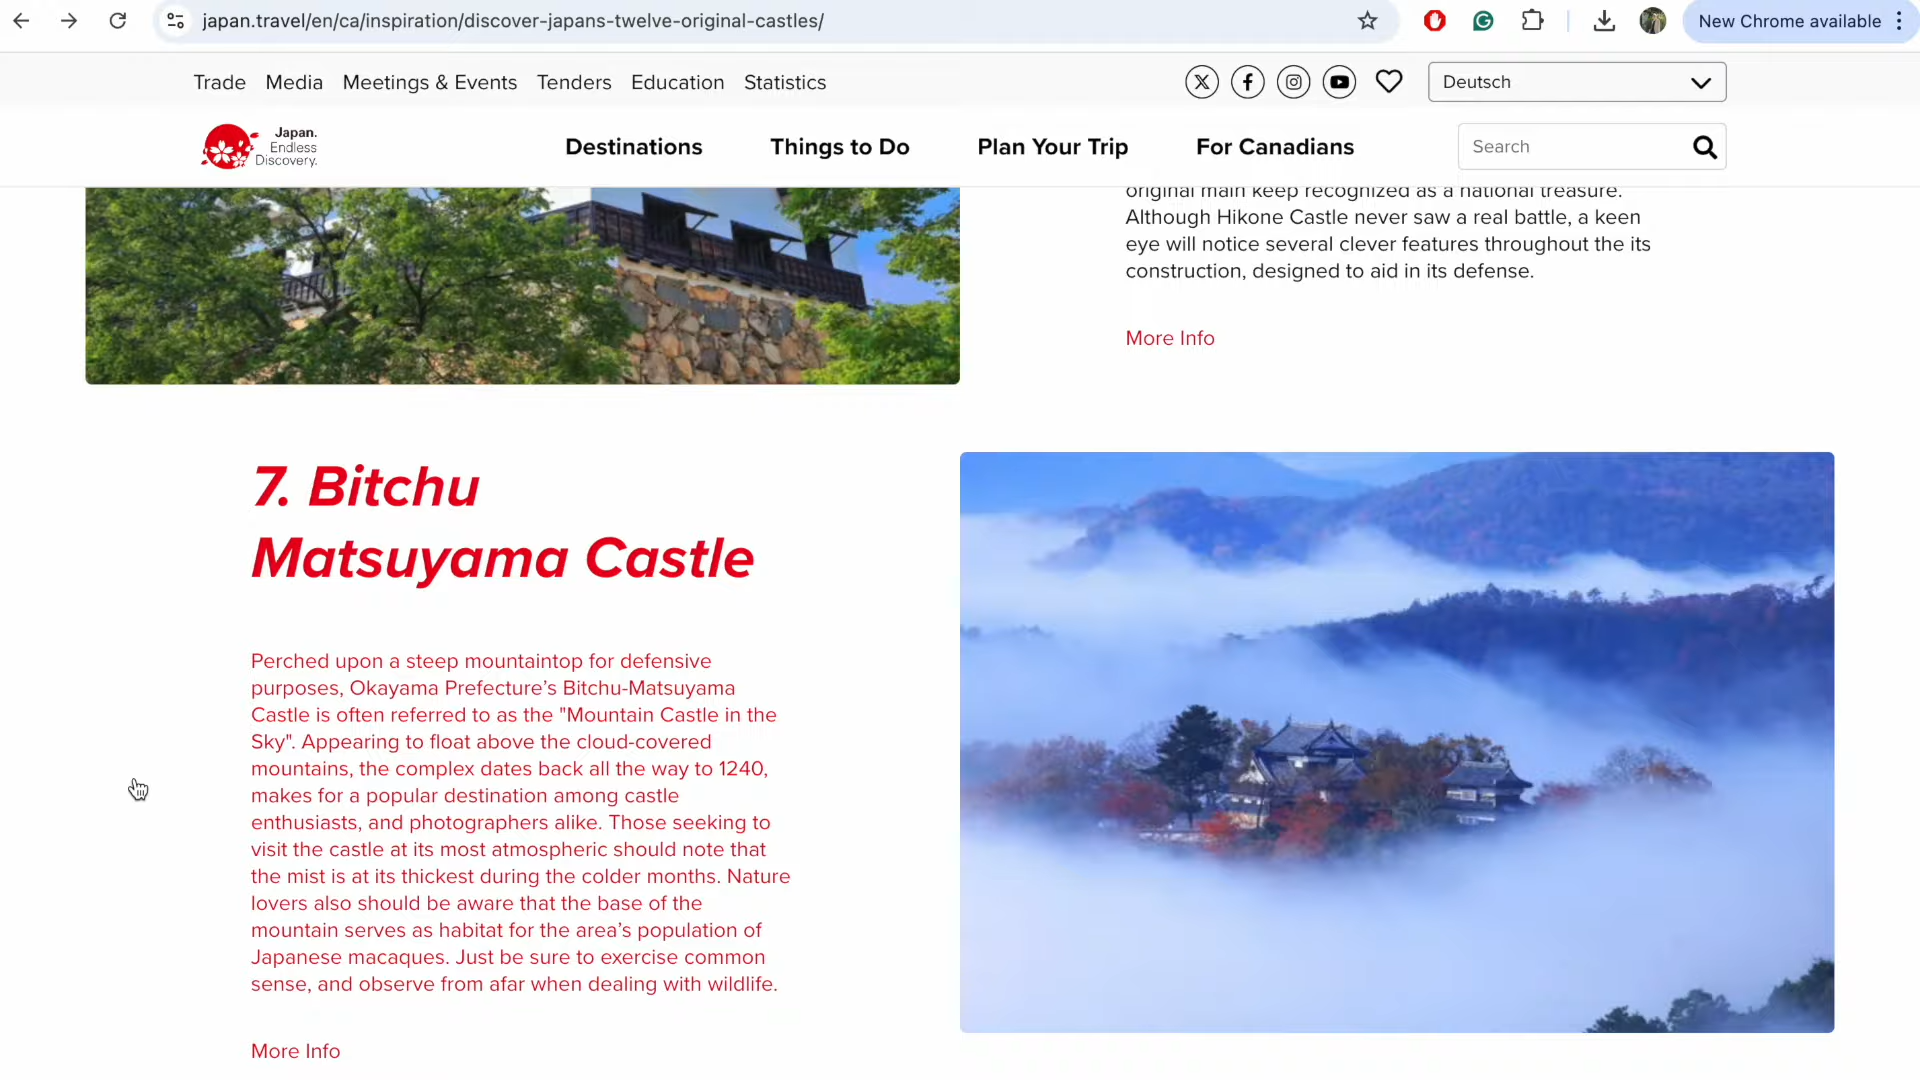 japan.travel/en/ca/inspiration/discover-japans-twelve-original-castles/
New Chrome available
Trade Media Meetings & Events Tenders Education Statistics
Deutsch
Japan.
Endless
Discovery.
Destinations Things to Do Plan Your Trip For Canadians
Search
original main keep recognized as a national treasure.
Although Hikone Castle never saw a real battle, a keen
eye will notice several clever features throughout the its
construction, designed to aid in its defense.
More Info
7. Bitchu
Matsuyama Castle
Perched upon a steep mountaintop for defensive
purposes, Okayama Prefecture’s Bitchu-Matsuyama
Castle is often referred to as the "Mountain Castle in the
Sky". Appearing to float above the cloud-covered
mountains, the complex dates back all the way to 1240,
makes for a popular destination among castle
enthusiasts, and photographers alike. Those seeking to
visit the castle at its most atmospheric should note that
the mist is at its thickest during the colder months. Nature
lovers also should be aware that the base of the
mountain serves as habitat for the area’s population of
Japanese macaques. Just be sure to exercise common
sense, and observe from afar when dealing with wildlife.
More Info